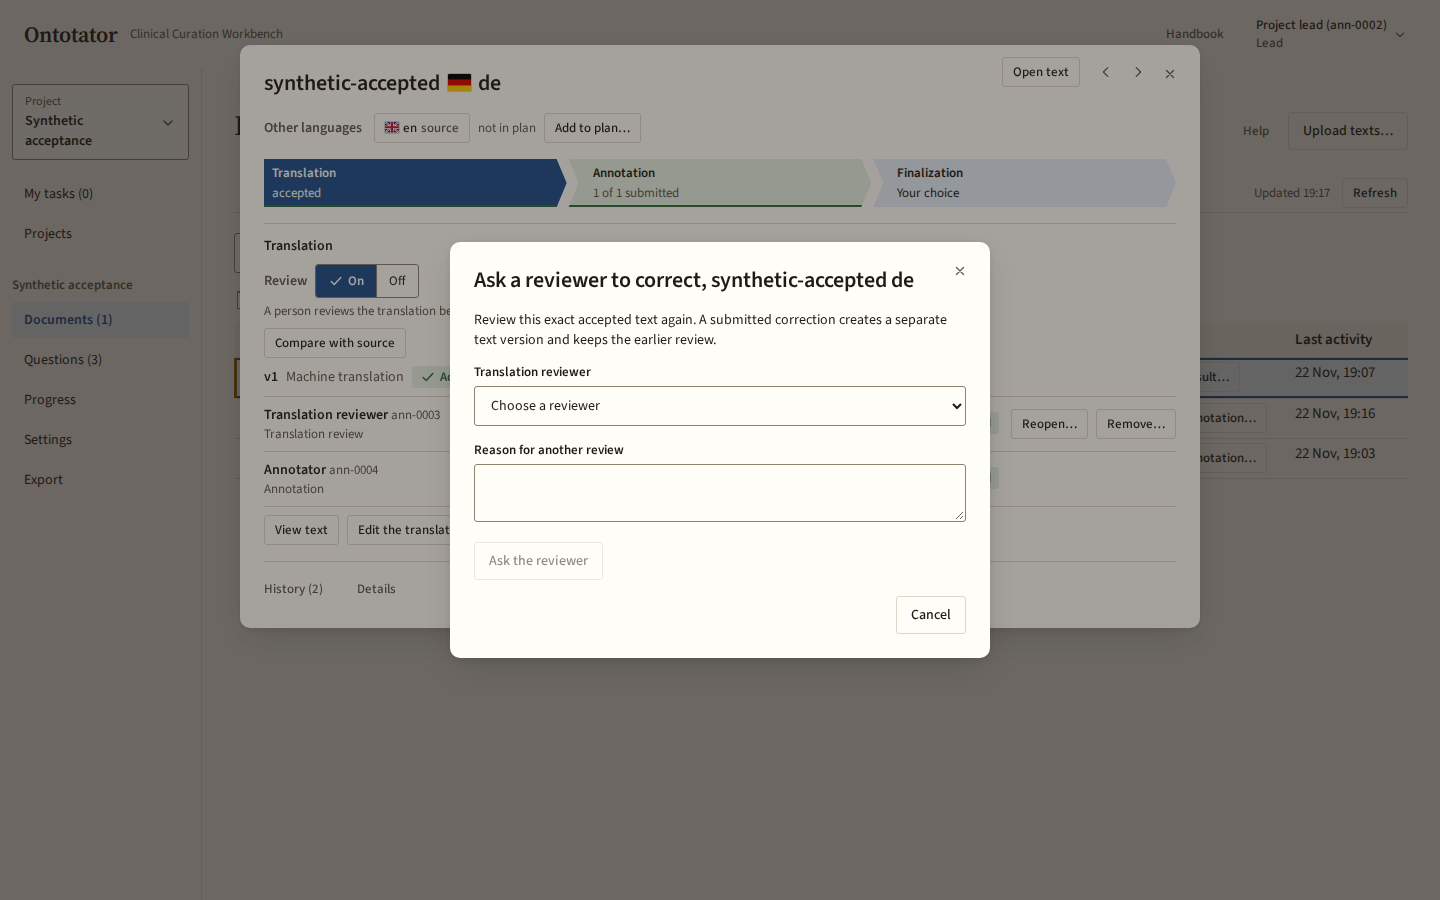 Ontotator
Clinical Curation Workbench
Handbook
Project lead (ann-0002)
Lead
Project
Synthetic
acceptance
My tasks (0)
Projects
Synthetic acceptance
Documents (1)
Questions (3)
Progress
Settings
Export
Help
Upload texts…
Updated 19:17
Refresh
Last activity
22 Nov, 19:07
22 Nov, 19:16
22 Nov, 19:03
synthetic-accepted de
Open text
Other languages
en source
not in plan
Add to plan…
Translation
accepted
Annotation
1 of 1 submitted
Finalization
Your choice
Translation
Review
On
Off
A person reviews the translation
Compare with source
v1 Machine translation
Translation reviewer ann-0003
Translation review
Reopen…
Remove…
Annotator ann-0004
Annotation
View text
Edit the
History (2)
Details
Ask a reviewer to correct, synthetic-accepted de
Review this exact accepted text again. A submitted correction creates a separate
text version and keeps the earlier review.
Translation reviewer
Choose a reviewer
Reason for another review
Ask the reviewer
Cancel